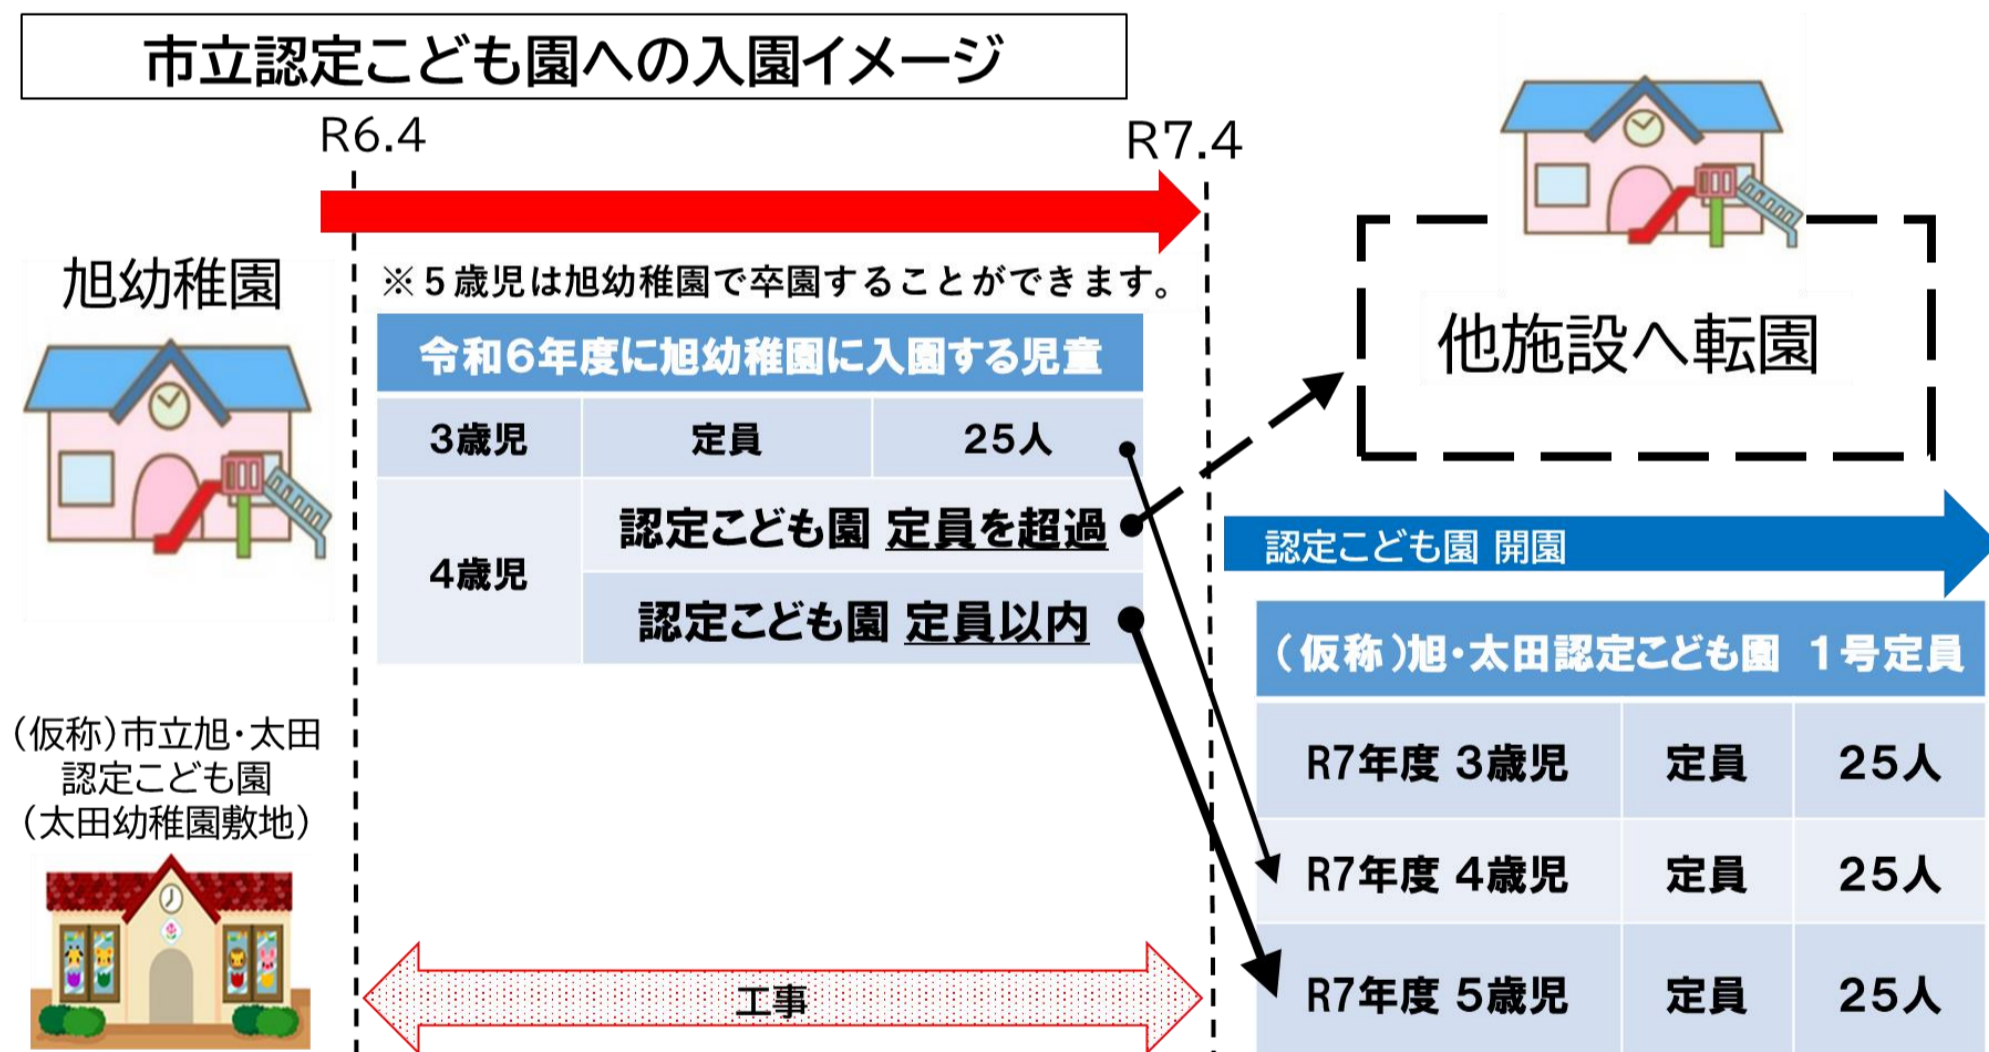 市立認定こども園への入園イメージ
R6.4
R7.4
旭幼稚園
※５歳児は旭幼稚園で卒園することができます。
令和6年度に旭幼稚園に入園する児童
3歳児 定員 25人
4歳児
認定こども園 定員を超過
認定こども園 定員以内
他施設へ転園
認定こども園 開園
（仮称）旭・太田認定こども園 １号定員
R7年度 3歳児 定員 25人
R7年度 4歳児 定員 25人
R7年度 5歳児 定員 25人
（仮称）市立旭・太田
認定こども園
（太田幼稚園敷地）
工事